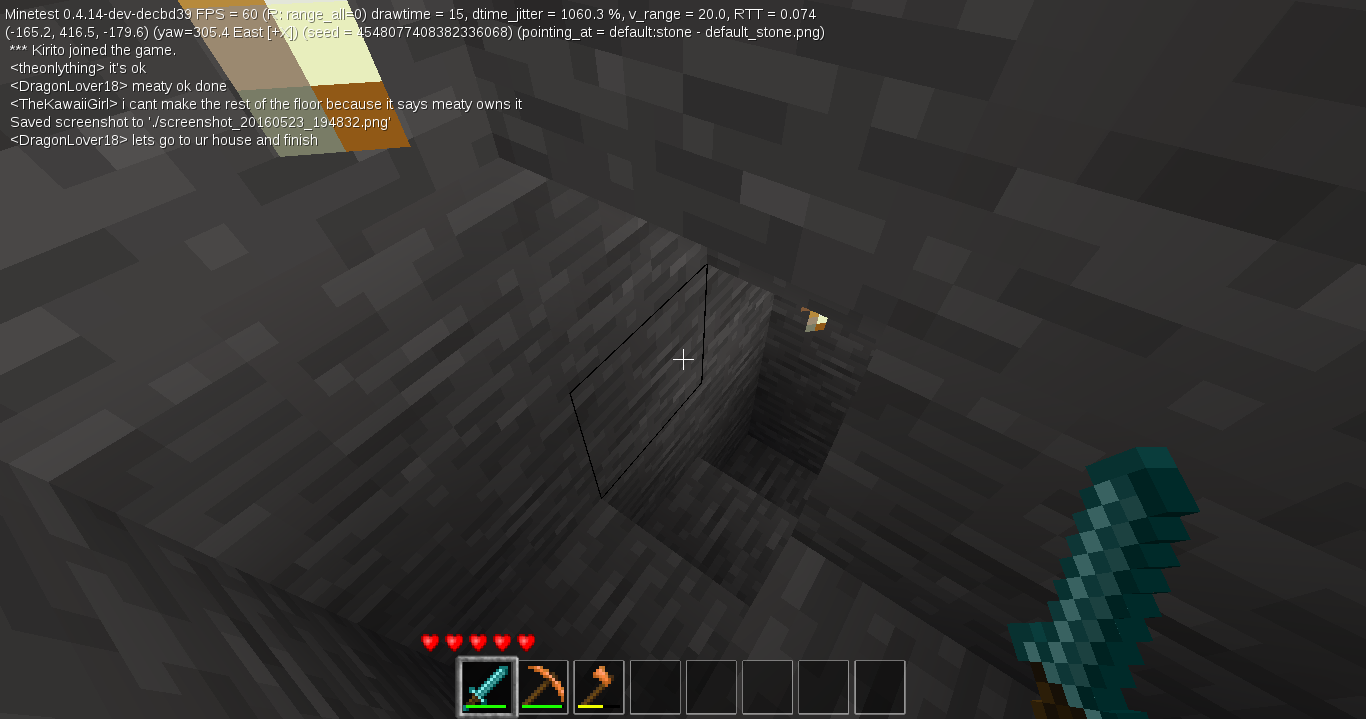 Minetest 0.4.14-dev-decbd39 FPS = 60 (R: range_all=0) drawtime = 15, dtime_jitter = 1060.3 %, v_range = 20.0, RTT = 0.074
(-165.2, 416.5, -179.6) (yaw=305.4 East [+X]) (seed = 4548077408382336068) (pointing_at = default:stone - default_stone.png)
*** Kirito joined the game.
<theonlything> it's ok
<DragonLover18> meaty ok done
<TheKawaiiGirl> i cant make the rest of the floor because it says meaty owns it
Saved screenshot to './screenshot_20160523_194832.png'
<DragonLover18> lets go to ur house and finish